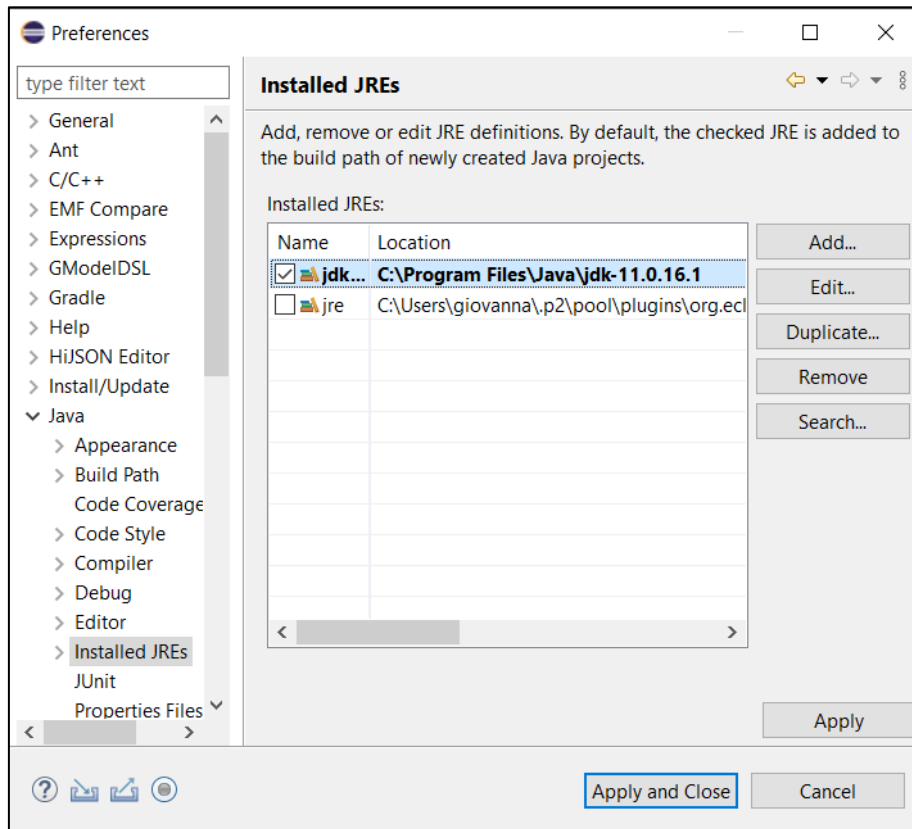 Preferences
type filter text
General
Ant
C/C++
EMF Compare
Expressions
GModelDSL
Gradle
Help
HiJSON Editor
Install/Update
Java
Appearance
Build Path
Code Coverage
Code Style
Compiler
Debug
Editor
Installed JREs
JUnit
Properties Files
Installed JREs
Add, remove or edit JRE definitions. By default, the checked JRE is added to
the build path of newly created Java projects.
Installed JREs:
Name Location
jdk... C:\Program Files\Java\jdk-11.0.16.1
jre C:\Users\giovanna\.p2\pool\plugins\org.ecl
Add...
Edit...
Duplicate...
Remove
Search...
Apply
?
Apply and Close
Cancel